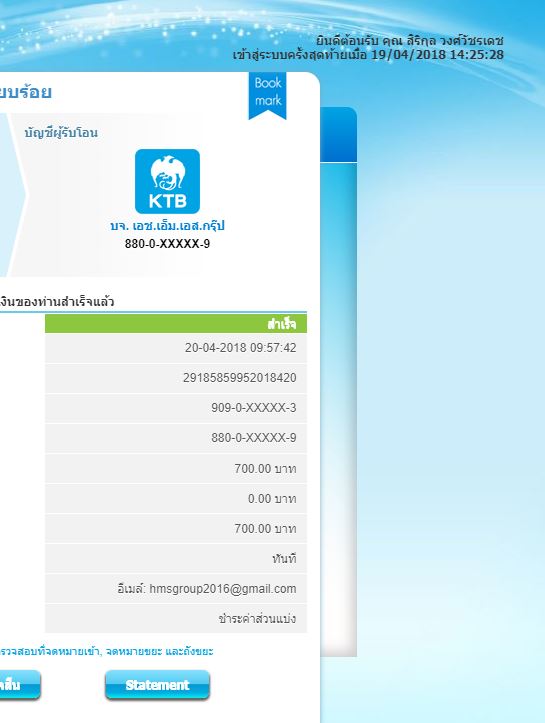 ยินดีต้อนรับ คุณ สิริกุล วงศ์วัชรเดช
เข้าสู่ระบบครั้งสุดท้ายเมื่อ 19/04/2018 14:25:28
ยบร้อย
Book
mark
บัญชีผู้รับโอน
KTB
บจ. เอช.เอ็ม.เอส.กรุ๊ป
880-0-XXXXX-9
งินของท่านสำเร็จแล้ว
สำเร็จ
20-04-2018 09:57:42
29185859952018420
909-0-XXXXX-3
880-0-XXXXX-9
700.00 บาท
0.00 บาท
700.00 บาท
ทันที
อีเมล์: hmsgroup2016@gmail.com
ชำระค่าส่วนแบ่ง
รวจสอบที่จดหมายเข้า, จดหมายขยะ และถังขยะ
Statement